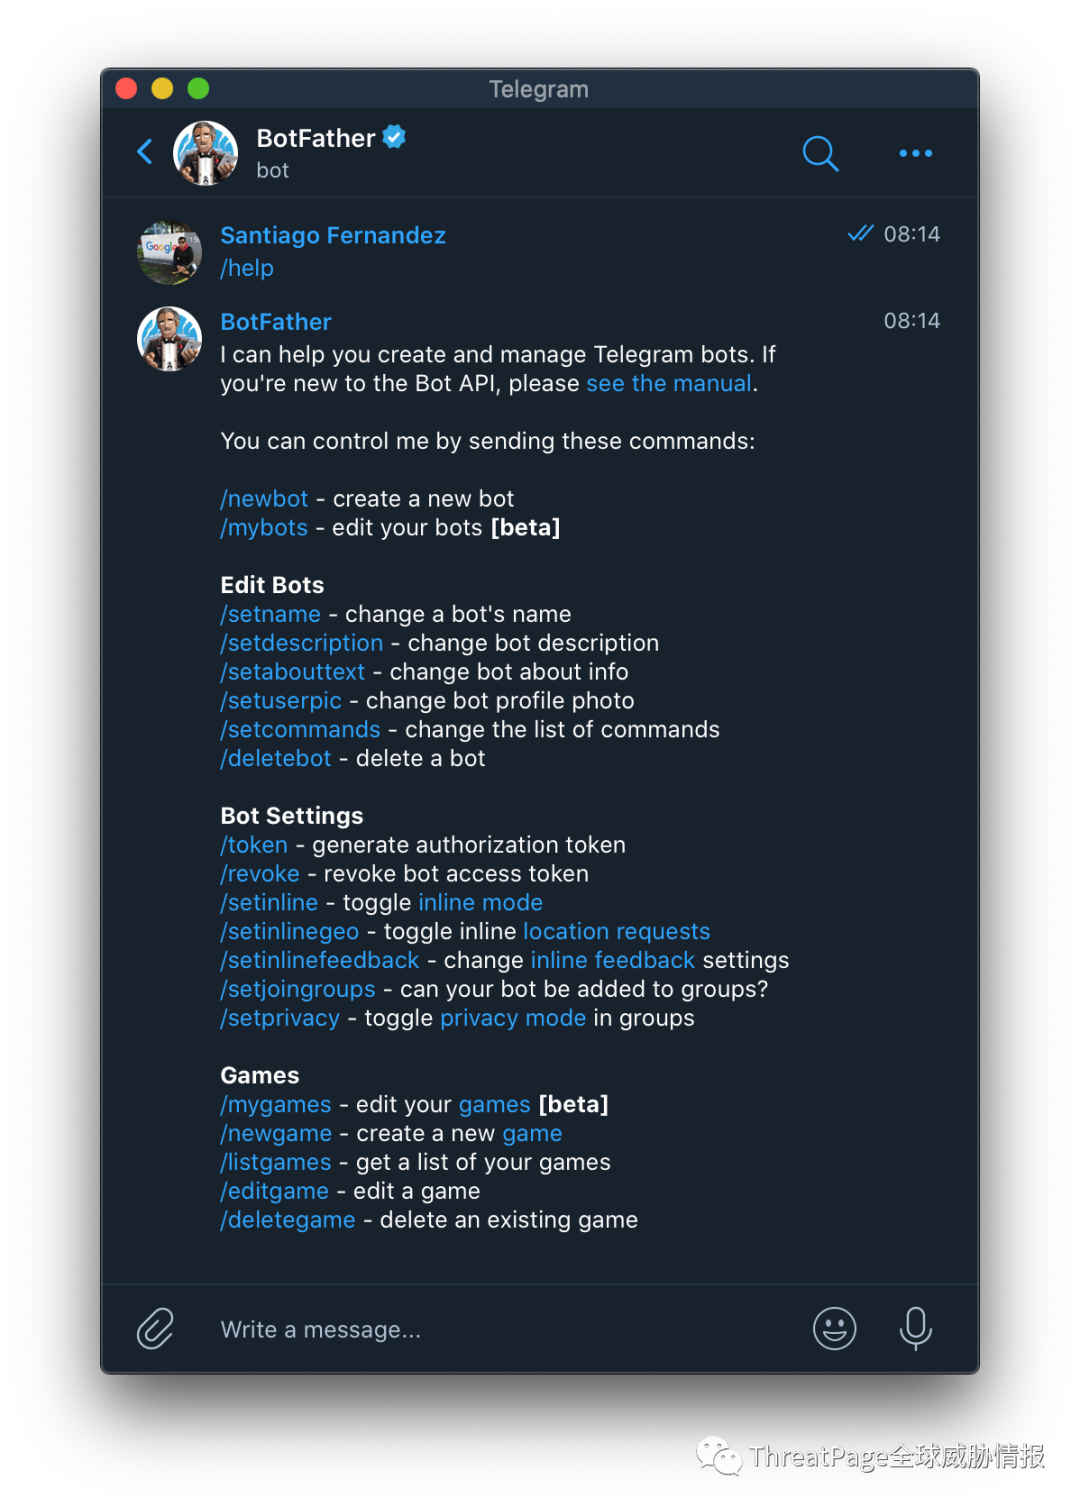 Telegram
BotFather
bot
Santiago Fernandez
08:14
/help
Google
BotFather
08:14
I can help you create and manage Telegram bots. If
you're new to the Bot API, please see the manual.
You can control me by sending these commands:
/newbot - create a new bot
/mybots - edit your bots [beta]
Edit Bots
/setname - change a bot's name
/setdescription - change bot description
/setabouttext - change bot about info
/setuserpic - change bot profile photo
/setcommands - change the list of commands
/deletebot - delete a bot
Bot Settings
/token - generate authorization token
/revoke - revoke bot access token
/setinline - toggle inline mode
/setinlinegeo - toggle inline location requests
/setinlinefeedback - change inline feedback settings
/setjoingroups - can your bot be added to groups?
/setprivacy - toggle privacy mode in groups
Games
/mygames - edit your games [beta]
/newgame - create a new game
/listgames - get a list of your games
/editgame - edit a game
/deletegame - delete an existing game
Write a message...
ThreatPage全球威胁情报